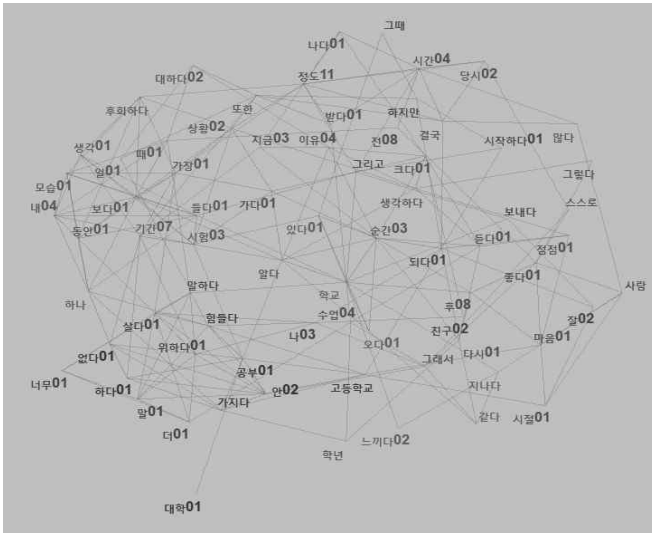 그때
나다01
시간04
당시02
정도11
대하다02
후회하다
또한
받다01
하지만
상황02
지금03
이유04
전08
결국
시작하다01
많다
생각01
때01
일01
가장01
그리고
크다01
그렇다
모습01
내04
보다01
들다01
가다01
생각하다
보내다
스스로
동안01
기간07
시험03
있다01
순간03
듣다01
점점01
되다01
알다
좋다01
말하다
학교
사람
하나
후08
수업04
잘02
살다01
힘들다
나03
친구02
오다01
마음01
없다01
위하다01
그래서
다시01
너무01
하다01
공부01
안02
고등학교
지나다
가지다
말01
더01
같다
시절01
느끼다02
학년
대학01